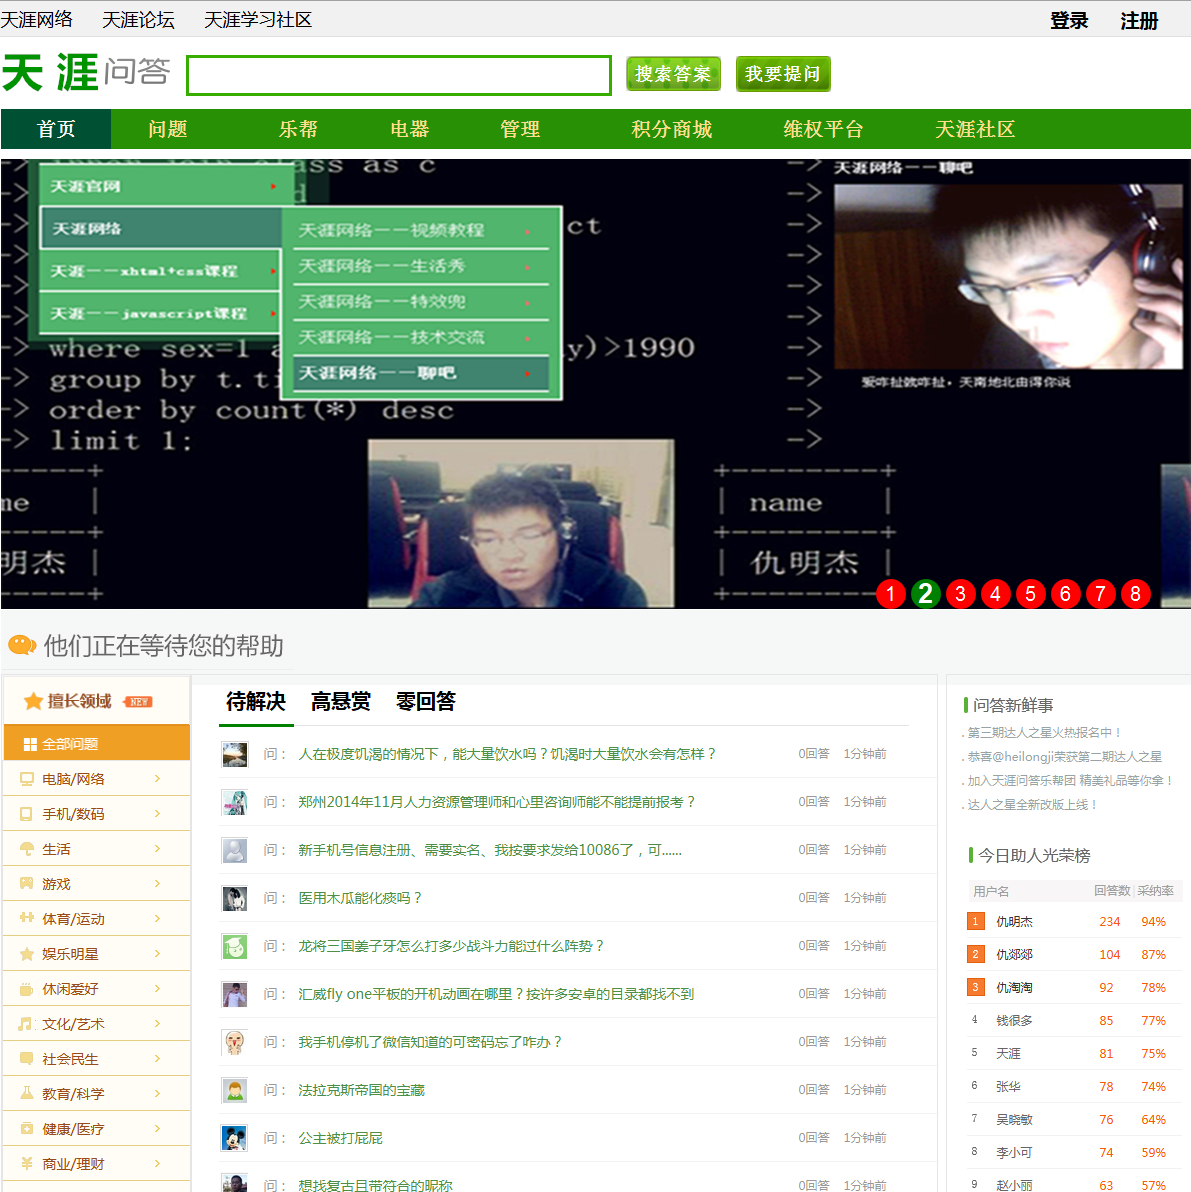 天涯网络 天涯论坛 天涯学习社区 登录 注册
天 涯 问答 搜索答案 我要提问
首页 问题 乐帮 电器 管理 积分商城 维权平台 天涯社区
-> inner join class as c ->
天涯网络——聊吧
天涯官网
天涯网络
天涯——xhtml+css课程
天涯——javascript课程
天涯网络——视频教程
天涯网络——生活秀
天涯网络——特效兜
天涯网络——技术交流
天涯网络——聊吧
ct
-> where sex=1 a y)>1990 ->
-> group by t.ti ->
爱咋扯就咋扯，天南地北由得你说
-> order by count(*) desc ->
-> limit 1; ->
-----+ +---------+
me | | name |
-----+ +---------+
明杰 | | 仇明杰 |
-----+ +---------+
1 2 3 4 5 6 7 8
他们正在等待您的帮助
擅长领域 NEW
全部问题
电脑/网络 >
手机/数码 >
生活 >
游戏 >
体育/运动 >
娱乐明星 >
休闲爱好 >
文化/艺术 >
社会民生 >
教育/科学 >
健康/医疗 >
商业/理财 >
待解决 高悬赏 零回答
问： 人在极度饥渴的情况下，能大量饮水吗？饥渴时大量饮水会有怎样？ 0回答 1分钟前
问： 郑州2014年11月人力资源管理师和心里咨询师能不能提前报考？ 0回答 1分钟前
问： 新手机号信息注册、需要实名、我按要求发给10086了，可...... 0回答 1分钟前
问： 医用木瓜能化痰吗？ 0回答 1分钟前
问： 龙将三国姜子牙怎么打多少战斗力能过什么阵势？ 0回答 1分钟前
问： 汇威fly one平板的开机动画在哪里？按许多安卓的目录都找不到 0回答 1分钟前
问： 我手机停机了微信知道的可密码忘了咋办？ 0回答 1分钟前
问： 法拉克斯帝国的宝藏 0回答 1分钟前
问： 公主被打屁屁 0回答 1分钟前
问： 想找复古且带符合的昵称 0回答 1分钟前
问答新鲜事
. 第三期达人之星火热报名中！
. 恭喜@heilongji荣获第二期达人之星
. 加入天涯问答乐帮团 精美礼品等你拿！
. 达人之星全新改版上线！
今日助人光荣榜
用户名 回答数 采纳率
1 仇明杰 234 94%
2 仇郊郊 104 87%
3 仇淘淘 92 78%
4 钱很多 85 77%
5 天涯 81 75%
6 张华 78 74%
7 吴晓敏 76 64%
8 李小可 74 59%
9 赵小丽 63 57%